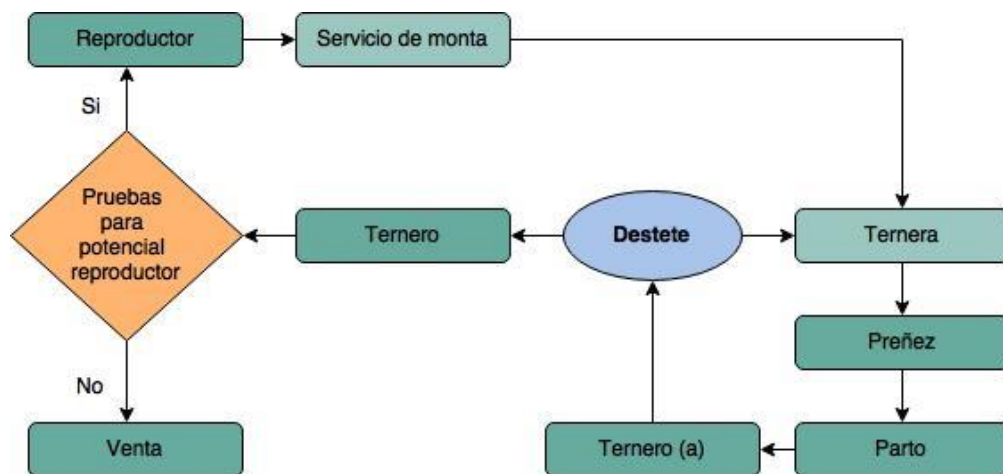 Reproductor
Servicio de monta
Si
Pruebas
para
potencial
reproductor
Ternero
Destete
Ternera
Preñez
No
Venta
Ternero (a)
Parto